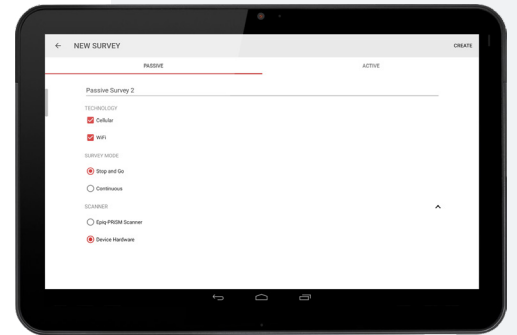 NEW SURVEY
CREATE
PASSIVE
ACTIVE
Passive Survey 2
TECHNOLOGY
Cellular
WiFi
SURVEY MODE
Stop and Go
Continuous
SCANNER
Epiq-PRiSM Scanner
Device Hardware